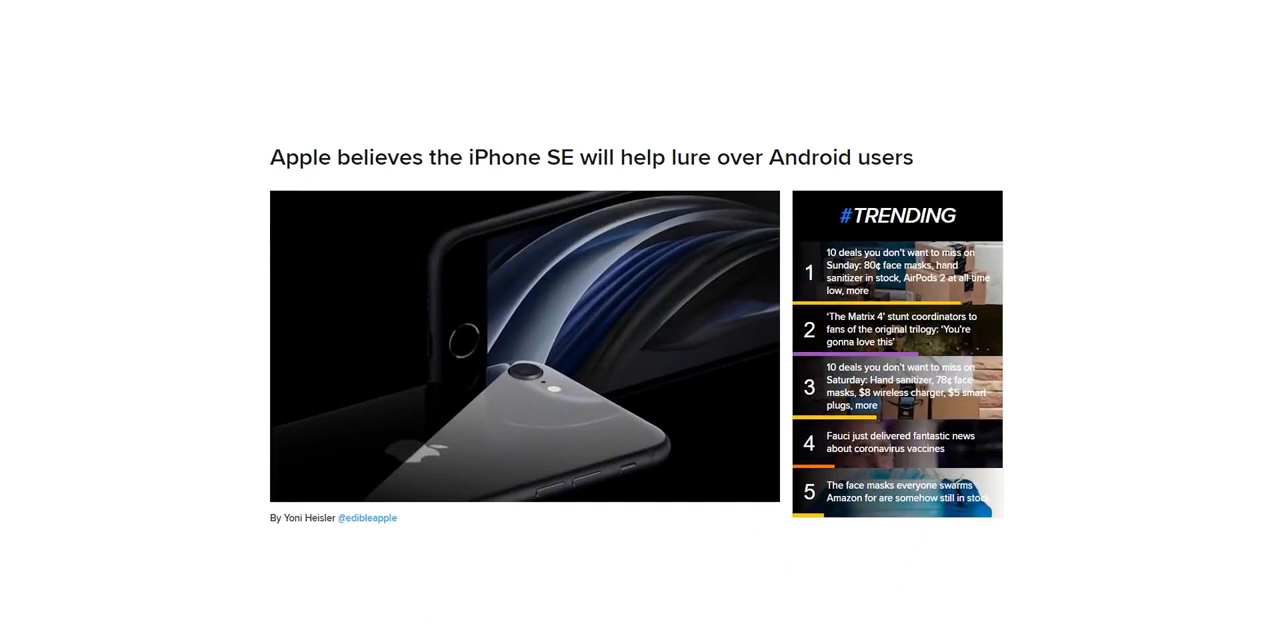 Apple believes the iPhone SE will help lure over Android users
#TRENDING
1
10 deals you don't want to miss on
Sunday: 80¢ face masks, hand
sanitizer in stock, AirPods 2 at all-time
low, more
2
'The Matrix 4' stunt coordinators to
fans of the original trilogy: 'You're
gonna love this'
3
10 deals you don't want to miss on
Saturday: Hand sanitizer, 78¢ face
masks, $8 wireless charger, $5 smart
plugs, more
4
Fauci just delivered fantastic news
about coronavirus vaccines
5
The face masks everyone swarms
Amazon for are somehow still in stock
By Yoni Heisler @edibleapple